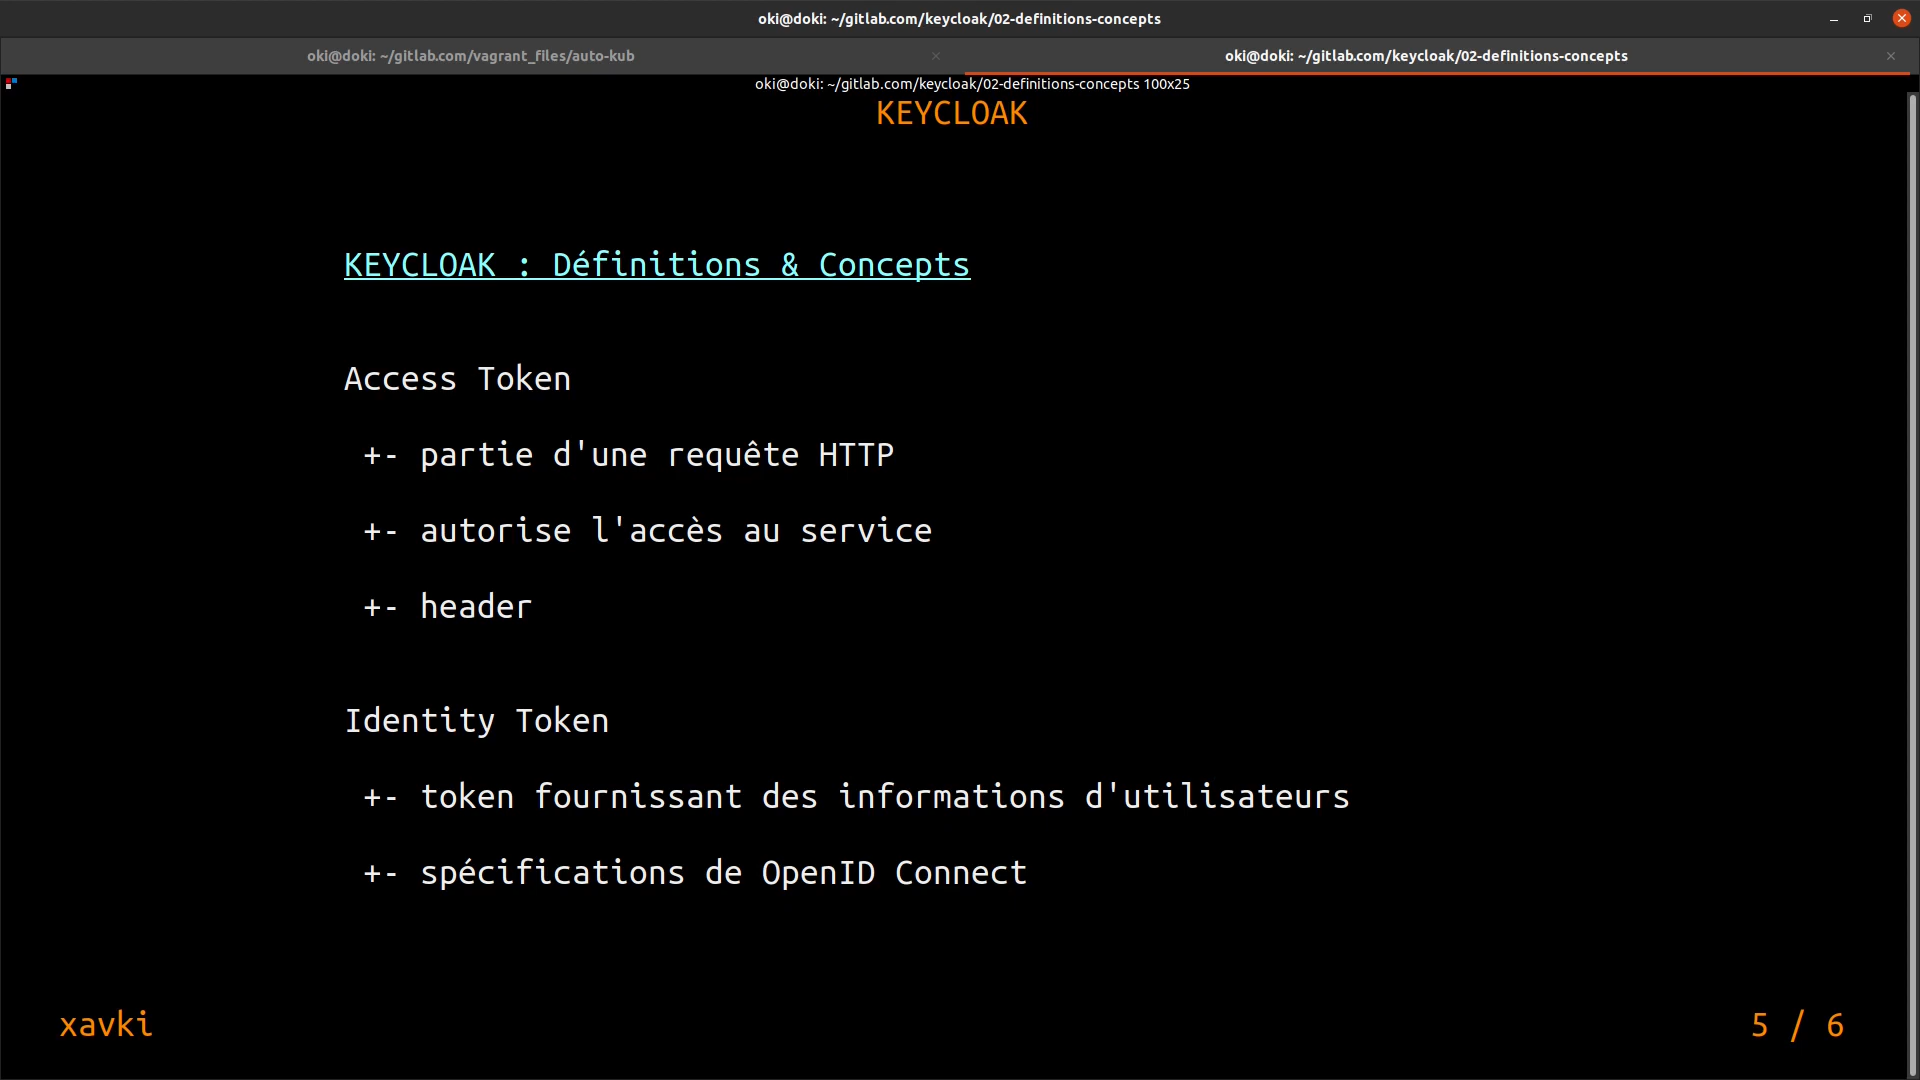 oki@doki: ~/gitlab.com/keycloak/02-definitions-concepts
oki@doki: ~/gitlab.com/vagrant_files/auto-kub
oki@doki: ~/gitlab.com/keycloak/02-definitions-concepts
oki@doki: ~/gitlab.com/keycloak/02-definitions-concepts 100x25
KEYCLOAK
KEYCLOAK : Définitions & Concepts
Access Token
+- partie d'une requête HTTP
+- autorise l'accès au service
+- header
Identity Token
+- token fournissant des informations d'utilisateurs
+- spécifications de OpenID Connect
xavki
5 / 6